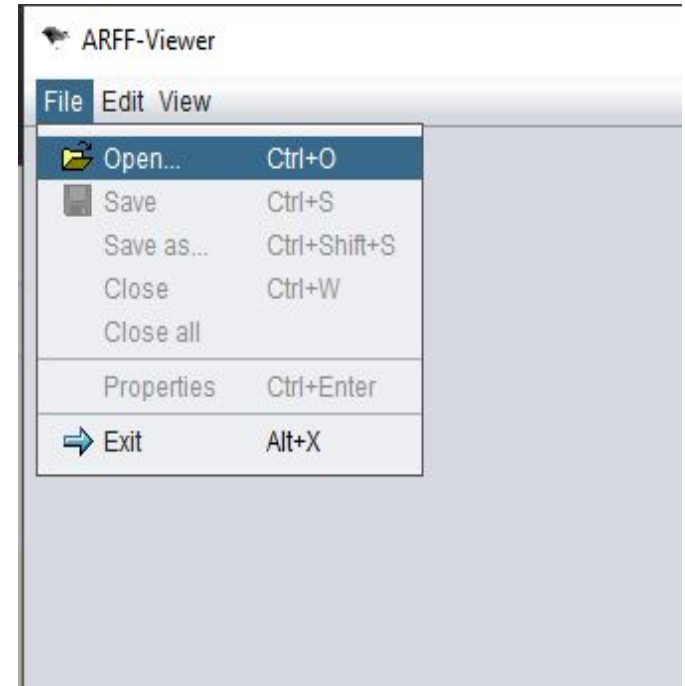 ARFF-Viewer
File Edit View
Open... Ctrl+O
Save Ctrl+S
Save as... Ctrl+Shift+S
Close Ctrl+W
Close all
Properties Ctrl+Enter
Exit Alt+X